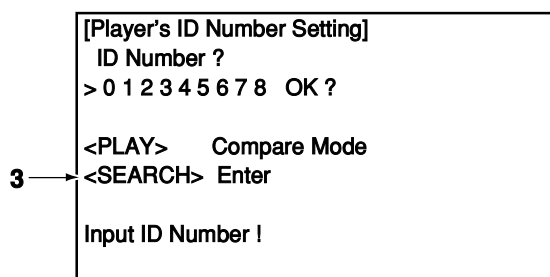 [Player's ID Number Setting]
ID Number ?
> 0 1 2 3 4 5 6 7 8 OK ?
<PLAY> Compare Mode
3 <SEARCH> Enter
Input ID Number !